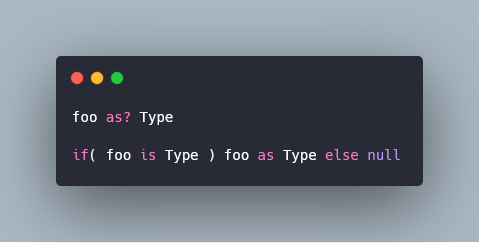 foo as? Type
if( foo is Type ) foo as Type else null